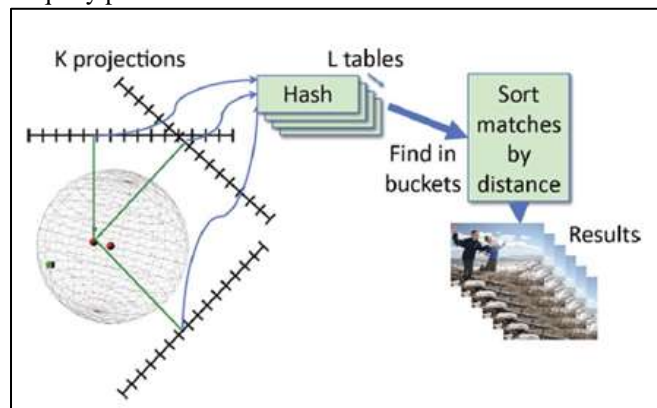 K projections
L tables
Hash
Sort
matches
by
distance
Find in
buckets
Results